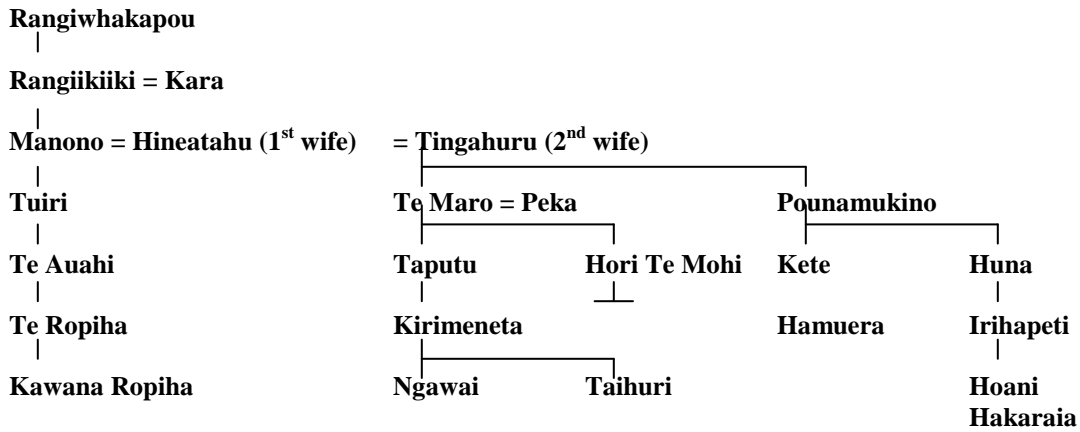 Rangiwhakapou
Rangiikiiki = Kara
Manono = Hineatahu (1st wife) = Tingahuru (2nd wife)
Tuiri Te Maro = Peka Pounamukino
Te Auahi Taputu Hori Te Mohi Kete Huna
Te Ropiha Kirimeneta Hamuera Irihapeti
Kawana Ropiha Ngawai Taihuri Hoani
Hakaraia